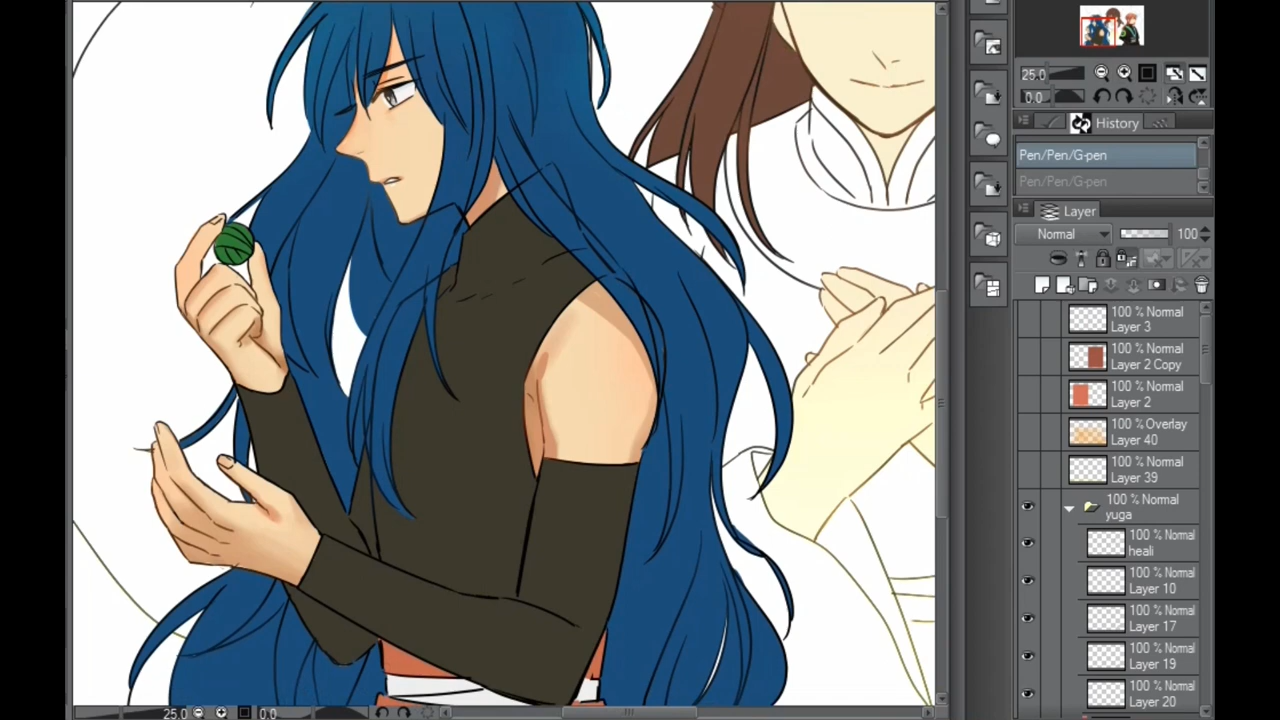 25.0
0.0
History
Pen/Pen/G-pen
Pen/Pen/G-pen
Layer
Normal 100
100 % Normal
Layer 3
100 % Normal
Layer 2 Copy
100 % Normal
Layer 2
100 % Overlay
Layer 40
100 % Normal
Layer 39
100 % Normal
yuga
100 % Normal
heali
100 % Normal
Layer 10
100 % Normal
Layer 17
100 % Normal
Layer 19
100 % Normal
Layer 20
25.0 0.0